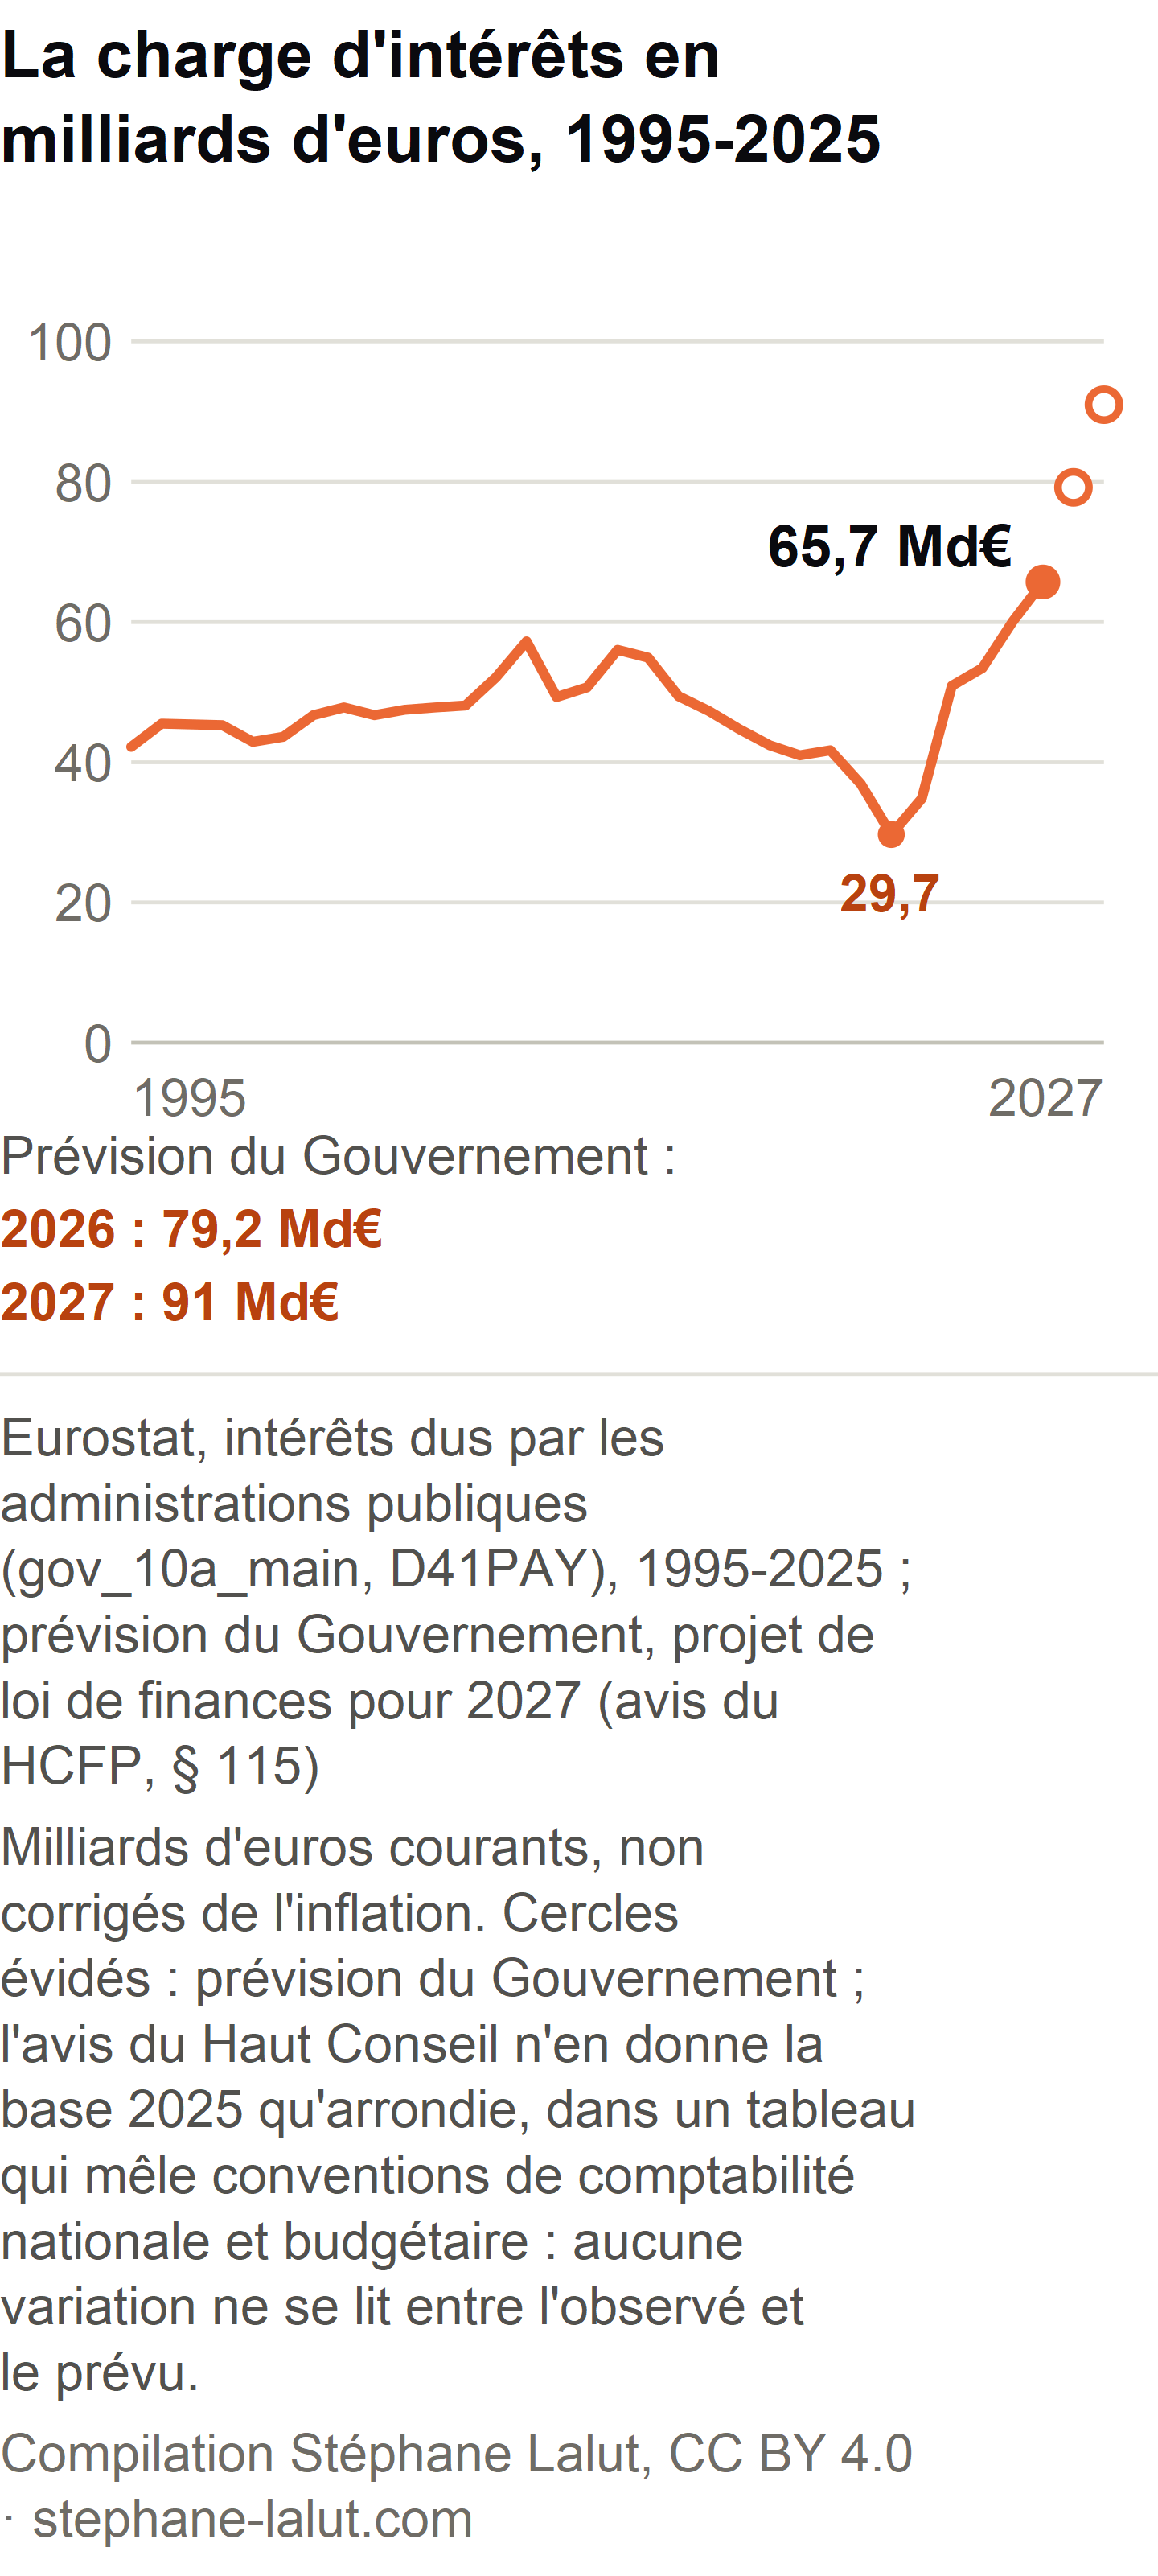 La charge d'intérêts en
milliards d'euros, 1995-2025
100
80
65,7 Md€
60
40
29,7
20
0
1995 2027
Prévision du Gouvernement :
2026 : 79,2 Md€
2027 : 91 Md€
Eurostat, intérêts dus par les
administrations publiques
(gov_10a_main, D41PAY), 1995-2025 ;
prévision du Gouvernement, projet de
loi de finances pour 2027 (avis du
HCFP, § 115)
Milliards d'euros courants, non
corrigés de l'inflation. Cercles
évidés : prévision du Gouvernement ;
l'avis du Haut Conseil n'en donne la
base 2025 qu'arrondie, dans un tableau
qui mêle conventions de comptabilité
nationale et budgétaire : aucune
variation ne se lit entre l'observé et
le prévu.
Compilation Stéphane Lalut, CC BY 4.0
· stephane-lalut.com